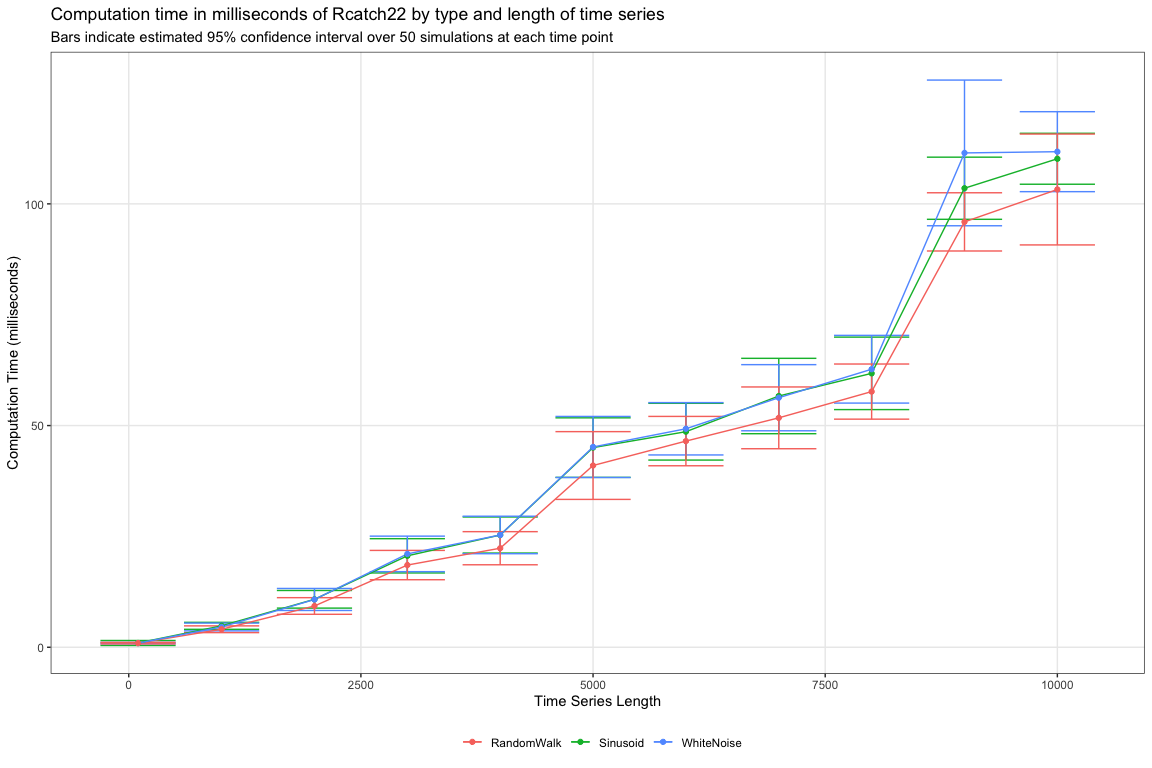 Computation time in milliseconds of Rcatch22 by type and length of time series
Bars indicate estimated 95% confidence interval over 50 simulations at each time point
Computation Time (milliseconds)
100
50
0
0 2500 5000 7500 10000
Time Series Length
RandomWalk Sinusoid WhiteNoise